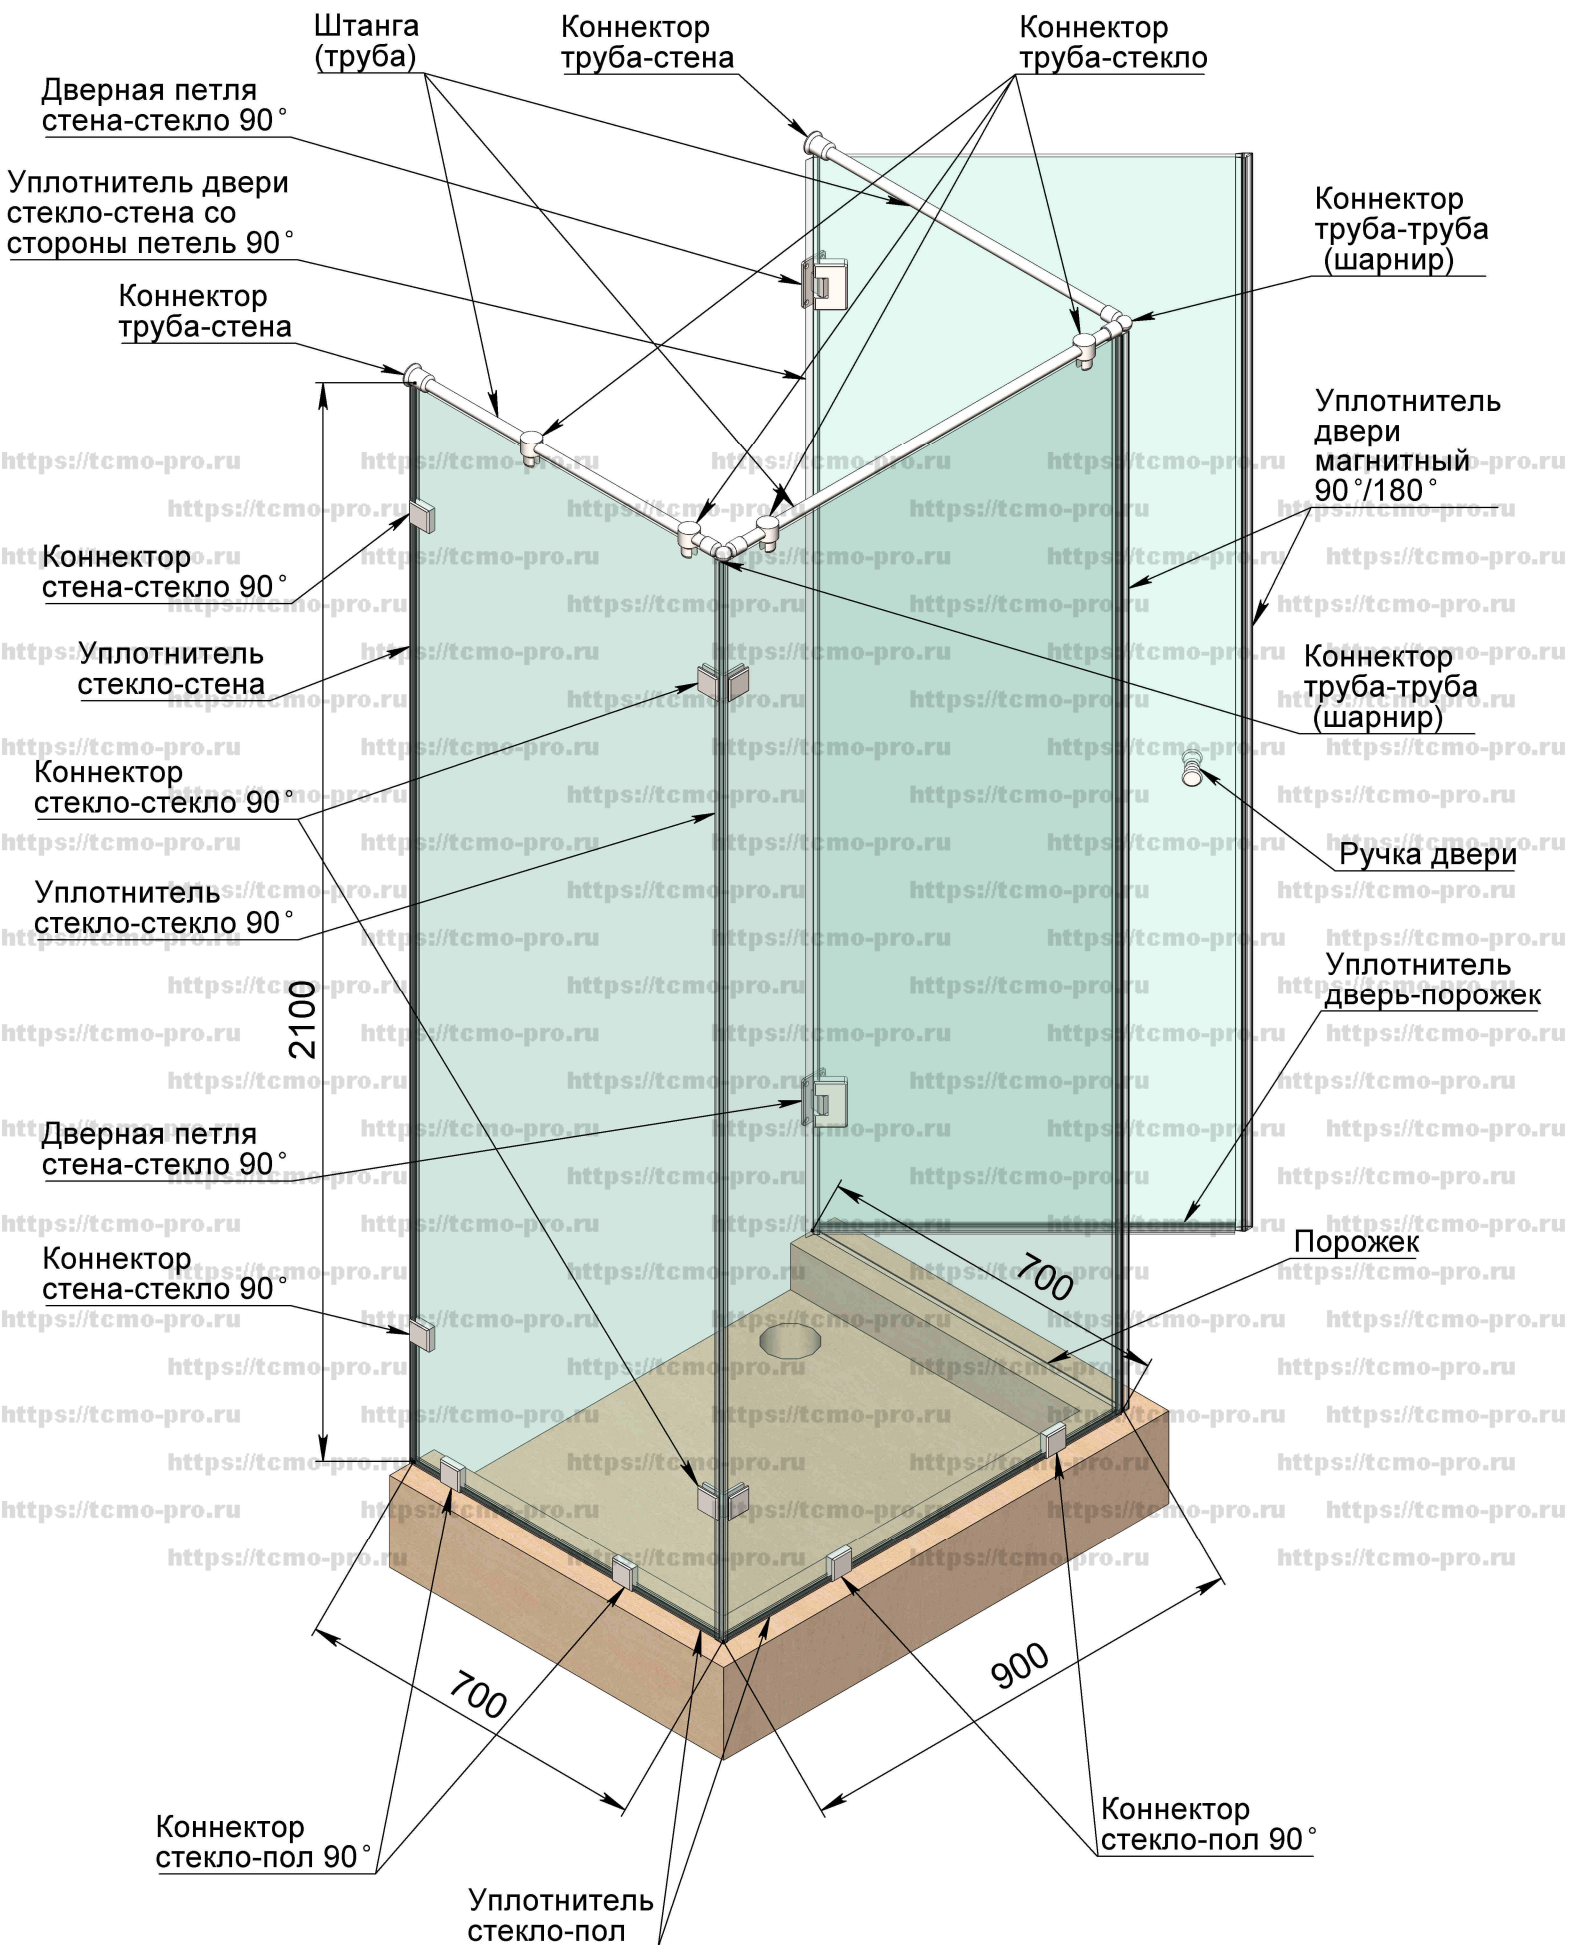 Штанга
(труба)
Коннектор
труба-стена
Коннектор
труба-стекло
Дверная петля
стена-стекло 90°
Уплотнитель двери
стекло-стена со
стороны петель 90°
Коннектор
труба-труба
(шарнир)
Коннектор
труба-стена
Уплотнитель
двери
магнитный
90°/180°
Коннектор
стена-стекло 90°
Уплотнитель
стекло-стена
Коннектор
труба-труба
(шарнир)
Коннектор
стекло-стекло 90°
Ручка двери
Уплотнитель
стекло-стекло 90°
Уплотнитель
дверь-порожек
2100
Дверная петля
стена-стекло 90°
Порожек
Коннектор
стена-стекло 90°
700
700
900
Коннектор
стекло-пол 90°
Коннектор
стекло-пол 90°
Уплотнитель
стекло-пол
https://tcmo-pro.ru